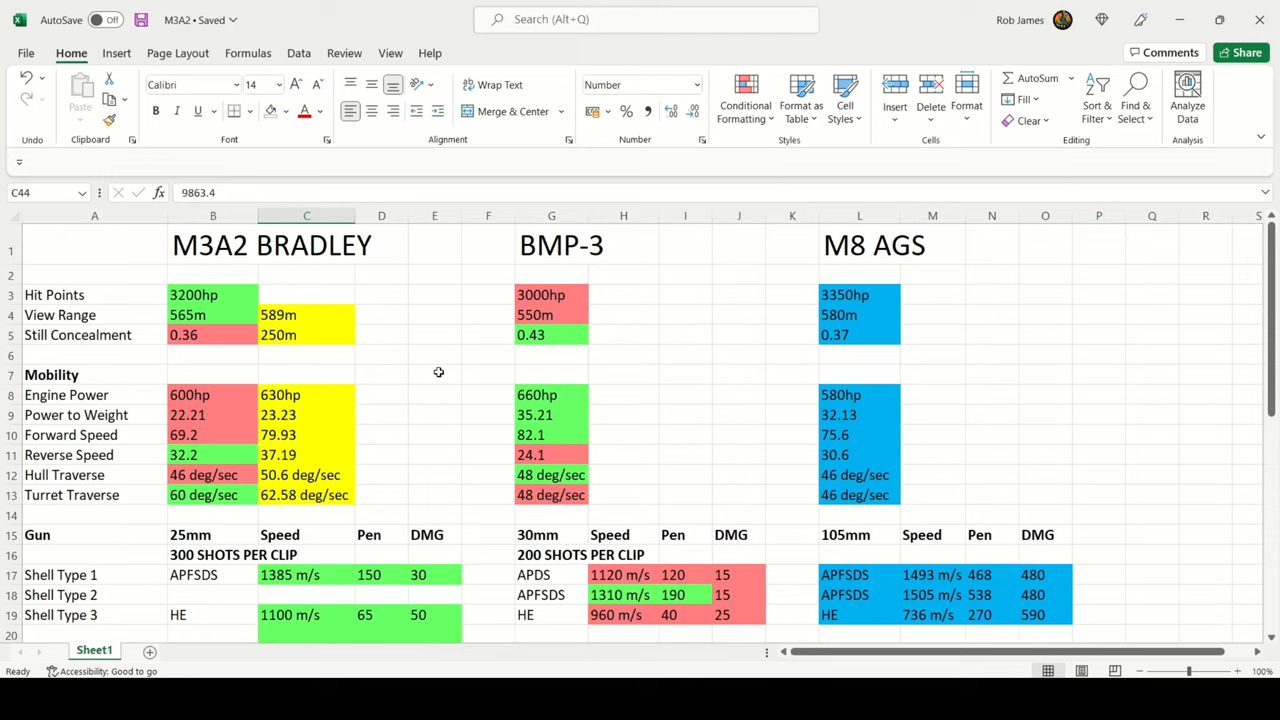 AutoSave Off M3A2 • Saved Search (Alt+Q) Rob James
File Home Insert Page Layout Formulas Data Review View Help Comments Share
Calibri 14 Wrap Text Number AutoSum
Paste B I U Merge & Center Conditional Formatting Format as Table Cell Styles Insert Delete Format Fill Clear Sort & Filter Find & Select Analyze Data
Undo Clipboard Font Alignment Number Styles Cells Editing Analysis
C44 fx 9863.4
A B C D E F G H I J K L M N O P Q R S
1 M3A2 BRADLEY BMP-3 M8 AGS
2
3 Hit Points 3200hp 3000hp 3350hp
4 View Range 565m 589m 550m 580m
5 Still Concealment 0.36 250m 0.43 0.37
6
7 Mobility
8 Engine Power 600hp 630hp 660hp 580hp
9 Power to Weight 22.21 23.23 35.21 32.13
10 Forward Speed 69.2 79.93 82.1 75.6
11 Reverse Speed 32.2 37.19 24.1 30.6
12 Hull Traverse 46 deg/sec 50.6 deg/sec 48 deg/sec 46 deg/sec
13 Turret Traverse 60 deg/sec 62.58 deg/sec 48 deg/sec 46 deg/sec
14
15 Gun 25mm Speed Pen DMG 30mm Speed Pen DMG 105mm Speed Pen DMG
16 300 SHOTS PER CLIP 200 SHOTS PER CLIP
17 Shell Type 1 APFSDS 1385 m/s 150 30 APDS 1120 m/s 120 15 APFSDS 1493 m/s 468 480
18 Shell Type 2 APFSDS 1310 m/s 190 15 APFSDS 1505 m/s 538 480
19 Shell Type 3 HE 1100 m/s 65 50 HE 960 m/s 40 25 HE 736 m/s 270 590
20
Sheet1
Ready Accessibility: Good to go 100%